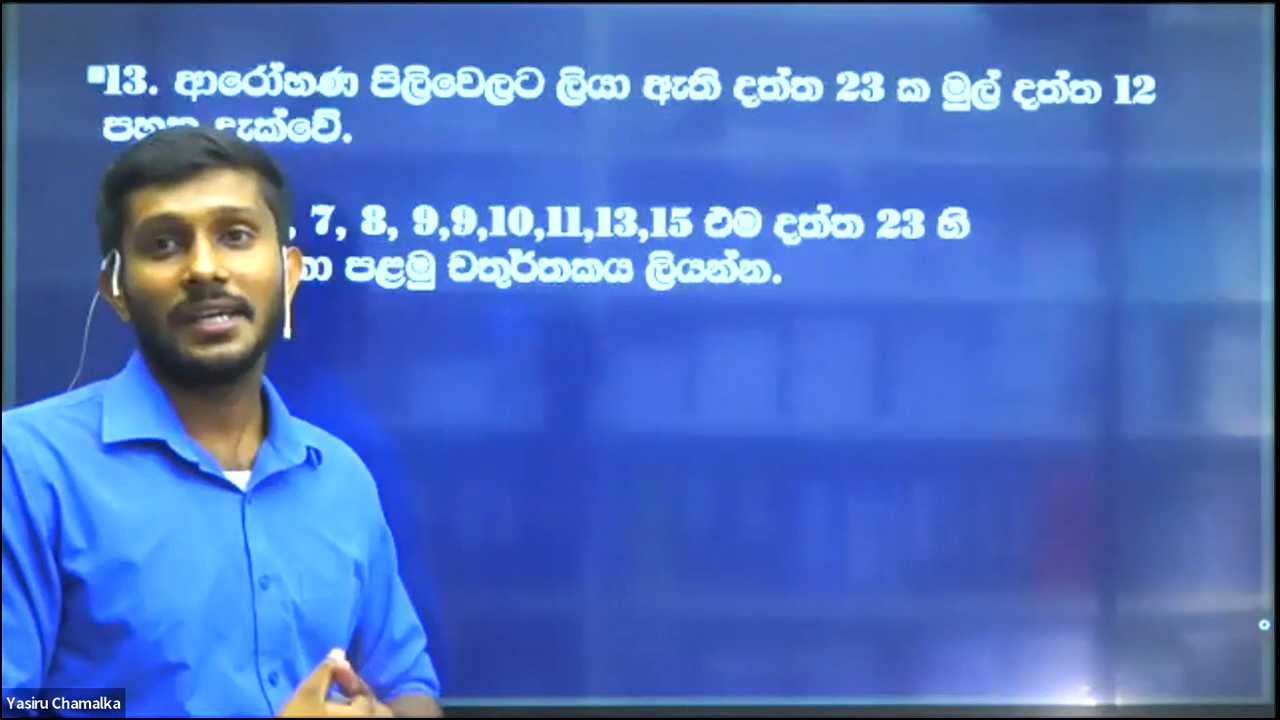 13. ආරෝහණ පිලිවෙලට ලියා ඇති දත්ත 23 ක මුල් දත්ත 12
දැක්වේ.
, 7, 8, 9,9,10,11,13,15 එම දත්ත 23 හි
පළමු චතුර්තකය ලියන්න.
Yasiru Chamalka